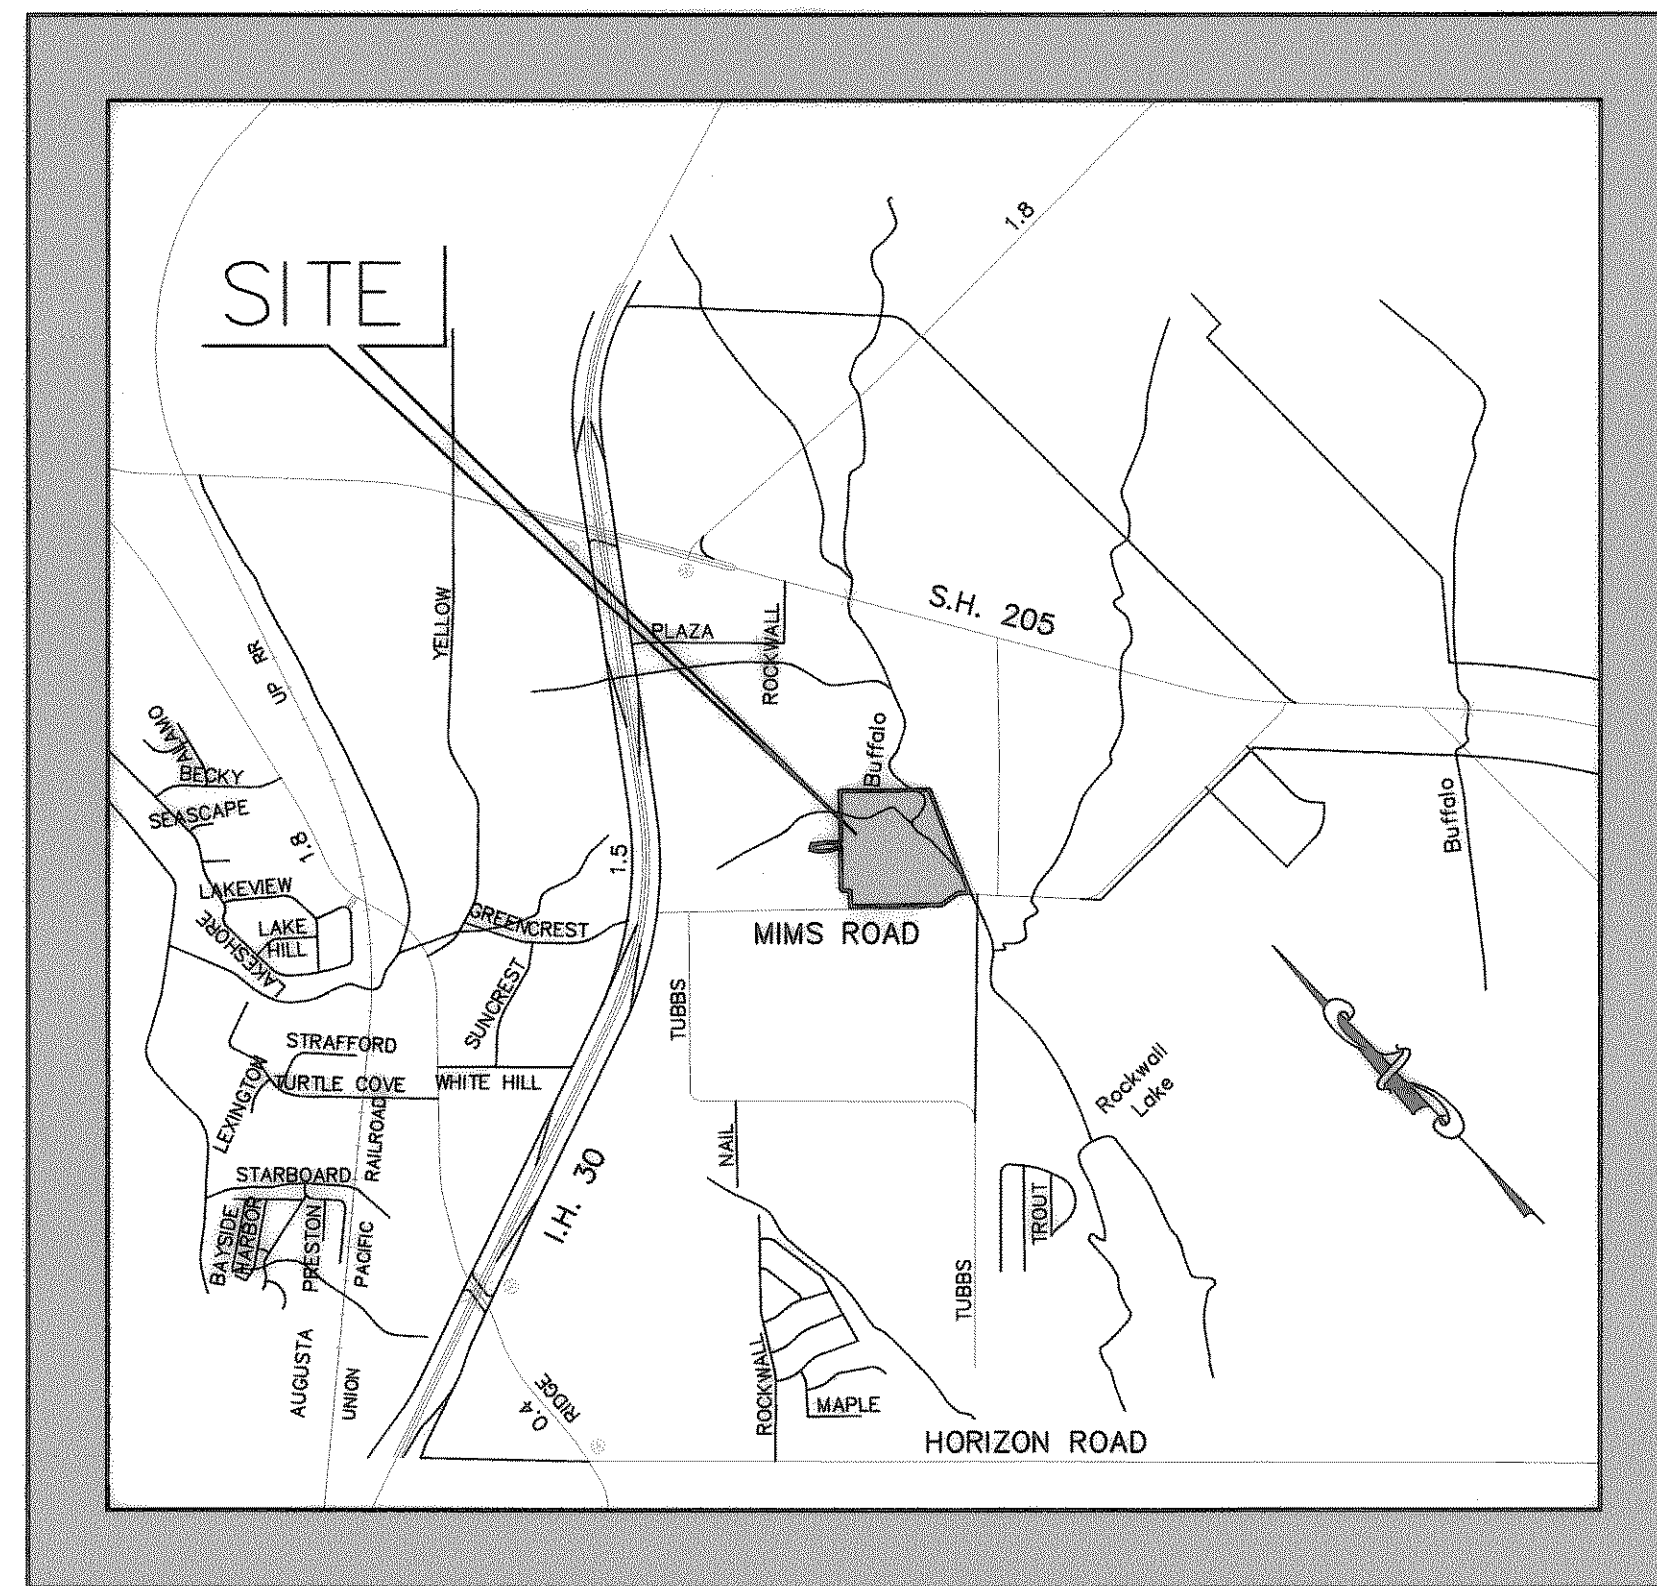 1.8
SITE
S.H. 205
YELLOW
PLAZA
ROCKWALL
UP RR
ALAMO
BECKY
SEASCAPE
Buffalo
Buffalo
1.8
1.5
LAKEVIEW
LAKE
HILL
LAKESHORE
GREENCREST
MIMS ROAD
SUNCREST
TUBBS
STRAFFORD
LEXINGTON
TURTLE COVE
WHITE HILL
RAILROAD
Rockwall
Lake
NAIL
STARBOARD
I.H. 30
BAYSIDE
HARBOR
PRESTON
PACIFIC
TROUT
TUBBS
AUGUSTA
UNION
0.4
RIDGE
ROCKWALL
MAPLE
HORIZON ROAD